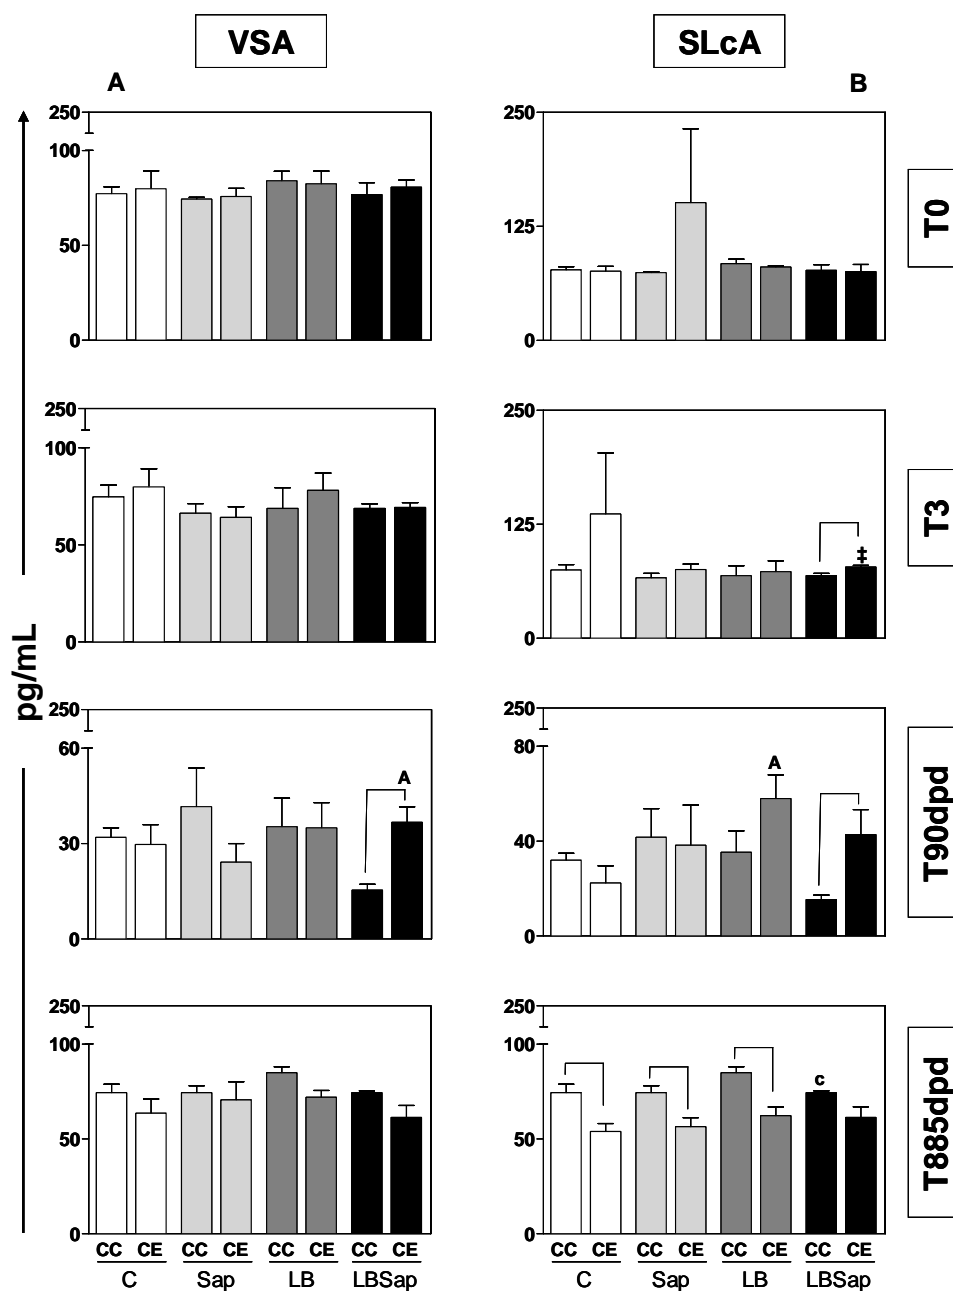 VSA SLcA
A B
250 250
100
125
50
0 0
T0
250 250
100
125
50
‡
0 0
T3
pg/mL
250 250
60 80
A A
30 40
0 0
T90dpd
250 250
100 100
c
50 50
0 0
T885dpd
CC CE CC CE CC CE CC CE CC CE CC CE CC CE CC CE
C Sap LB LBSap C Sap LB LBSap